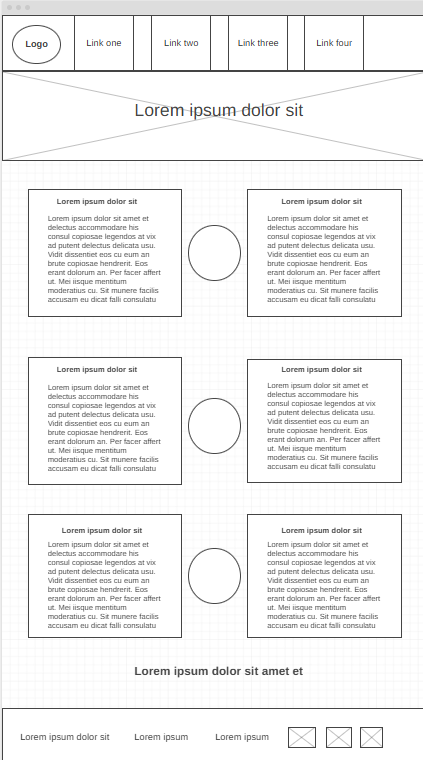 Logo
Link one
Link two
Link three
Link four
Lorem ipsum dolor sit
Lorem ipsum dolor sit
Lorem ipsum dolor sit amet et
delectus accommodare his
consul copiosae legendos at vix
ad putent delectus delicata usu.
Vidit dissentiet eos cu eum an
brute copiosae hendrerit. Eos
erant dolorum an. Per facer affert
ut. Mei iisque mentitum
moderatius cu. Sit munere facilis
accusam eu dicat falli consulatu
Lorem ipsum dolor sit
Lorem ipsum dolor sit amet et
delectus accommodare his
consul copiosae legendos at vix
ad putent delectus delicata usu.
Vidit dissentiet eos cu eum an
brute copiosae hendrerit. Eos
erant dolorum an. Per facer affert
ut. Mei iisque mentitum
moderatius cu. Sit munere facilis
accusam eu dicat falli consulatu
Lorem ipsum dolor sit
Lorem ipsum dolor sit amet et
delectus accommodare his
consul copiosae legendos at vix
ad putent delectus delicata usu.
Vidit dissentiet eos cu eum an
brute copiosae hendrerit. Eos
erant dolorum an. Per facer affert
ut. Mei iisque mentitum
moderatius cu. Sit munere facilis
accusam eu dicat falli consulatu
Lorem ipsum dolor sit
Lorem ipsum dolor sit amet et
delectus accommodare his
consul copiosae legendos at vix
ad putent delectus delicata usu.
Vidit dissentiet eos cu eum an
brute copiosae hendrerit. Eos
erant dolorum an. Per facer affert
ut. Mei iisque mentitum
moderatius cu. Sit munere facilis
accusam eu dicat falli consulatu
Lorem ipsum dolor sit
Lorem ipsum dolor sit amet et
delectus accommodare his
consul copiosae legendos at vix
ad putent delectus delicata usu.
Vidit dissentiet eos cu eum an
brute copiosae hendrerit. Eos
erant dolorum an. Per facer affert
ut. Mei iisque mentitum
moderatius cu. Sit munere facilis
accusam eu dicat falli consulatu
Lorem ipsum dolor sit
Lorem ipsum dolor sit amet et
delectus accommodare his
consul copiosae legendos at vix
ad putent delectus delicata usu.
Vidit dissentiet eos cu eum an
brute copiosae hendrerit. Eos
erant dolorum an. Per facer affert
ut. Mei iisque mentitum
moderatius cu. Sit munere facilis
accusam eu dicat falli consulatu
Lorem ipsum dolor sit amet et
Lorem ipsum dolor sit
Lorem ipsum
Lorem ipsum